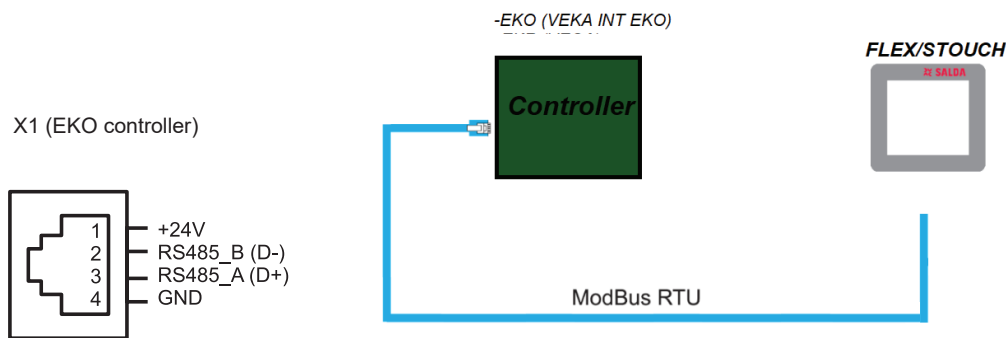 -EKO (VEKA INT EKO)
FLEX/STOUCH
SALDA
Controller
X1 (EKO controller)
1 +24V
2 RS485_B (D-)
3 RS485_A (D+)
4 GND
ModBus RTU